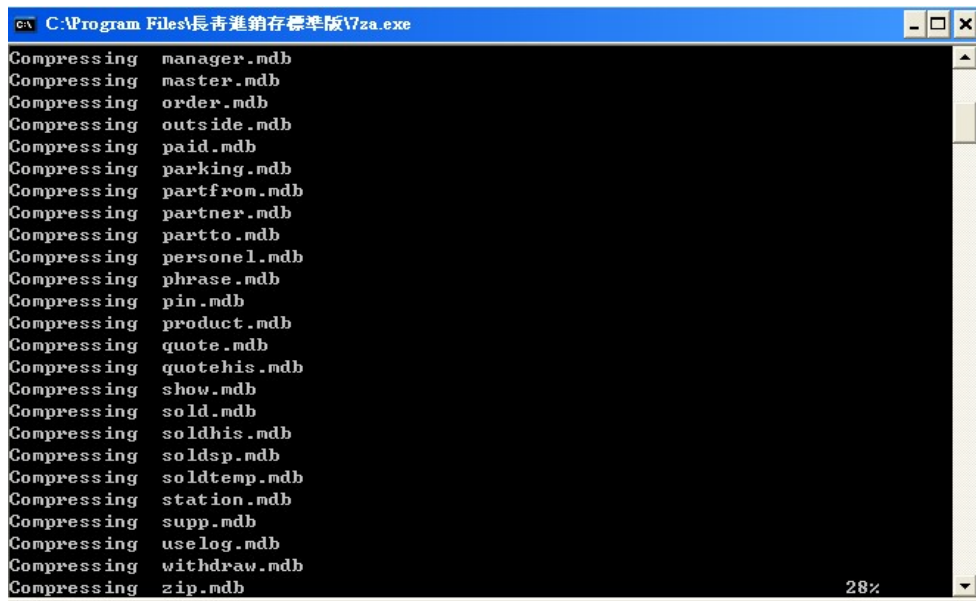 C:\Program Files\長青進銷存標準版\7za.exe
Compressing  manager.mdb
Compressing  master.mdb
Compressing  order.mdb
Compressing  outside.mdb
Compressing  paid.mdb
Compressing  parking.mdb
Compressing  partfrom.mdb
Compressing  partner.mdb
Compressing  partto.mdb
Compressing  personel.mdb
Compressing  phrase.mdb
Compressing  pin.mdb
Compressing  product.mdb
Compressing  quote.mdb
Compressing  quotehis.mdb
Compressing  show.mdb
Compressing  sold.mdb
Compressing  soldhis.mdb
Compressing  soldsp.mdb
Compressing  soldtemp.mdb
Compressing  station.mdb
Compressing  supp.mdb
Compressing  uselog.mdb
Compressing  withdraw.mdb
Compressing  zip.mdb 28%